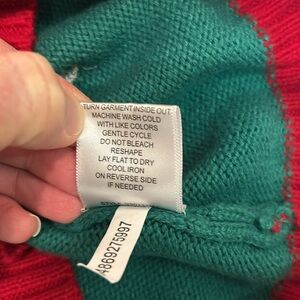 TURN GARMENT INSIDE OUT
MACHINE WASH COLD
WITH LIKE COLORS
GENTLE CYCLE
DO NOT BLEACH
RESHAPE
LAY FLAT TO DRY
COOL IRON
ON REVERSE SIDE
IF NEEDED
4869275997